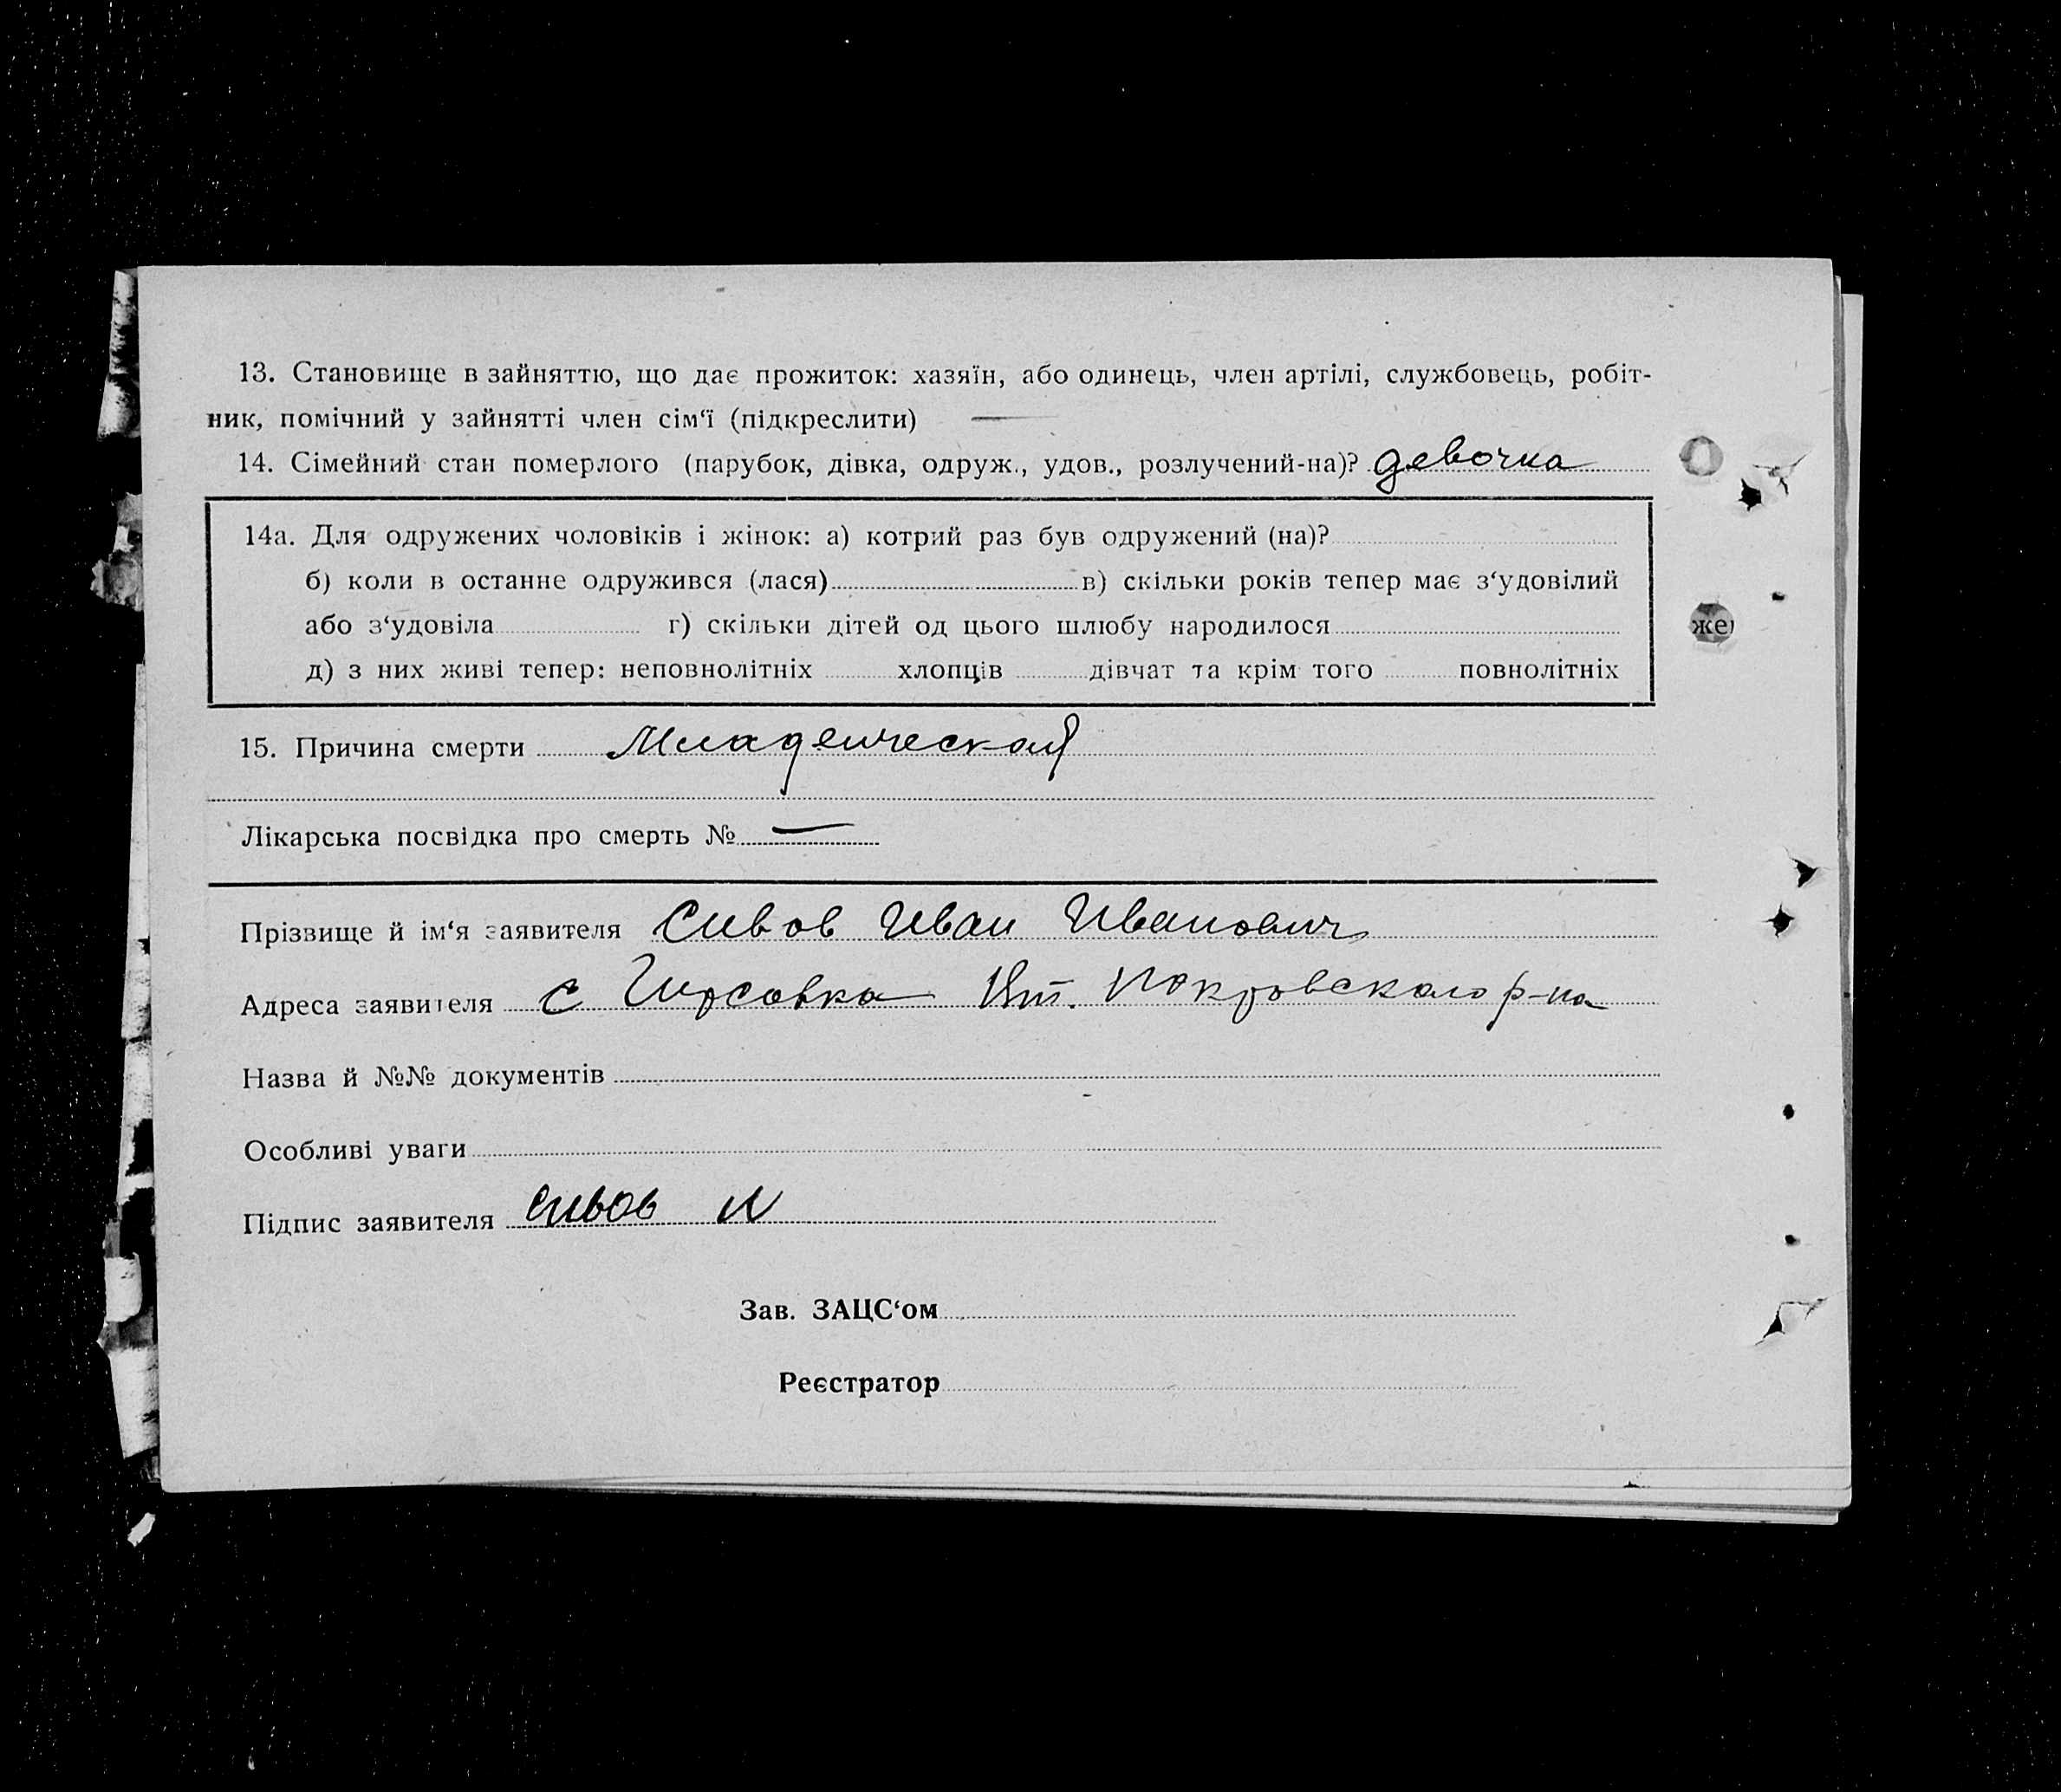 13. Становище в зайняттю, що дає прожиток: хазяїн, або одинець, член артілі, службовець, робіт-
ник, помічний у зайнятті член сім‘ї (підкреслити) —
14. Сімейний стан померлого (парубок, дівка, одруж., удов., розлучений-на)? девочка
14а. Для одружених чоловіків і жінок: а) котрий раз був одружений (на)?
б) коли в останне одружився (лася) в) скільки років тепер має з‘удовілий
або з‘удовіла г) скільки дітей од цього шлюбу народилося
же
д) з них живі тепер: неповнолітніх хлопців дівчат та крім того повнолітніх
15. Причина смерти Младенческая
Лікарська посвідка про смерть № —
Прізвище й ім‘я заявителя Сивов Иван Иванович
Адреса заявителя с Покровского р-на
Назва й №№ документів
Особливі уваги
Підпис заявителя Сивов И
Зав. ЗАЦС‘ом
Реєстратор